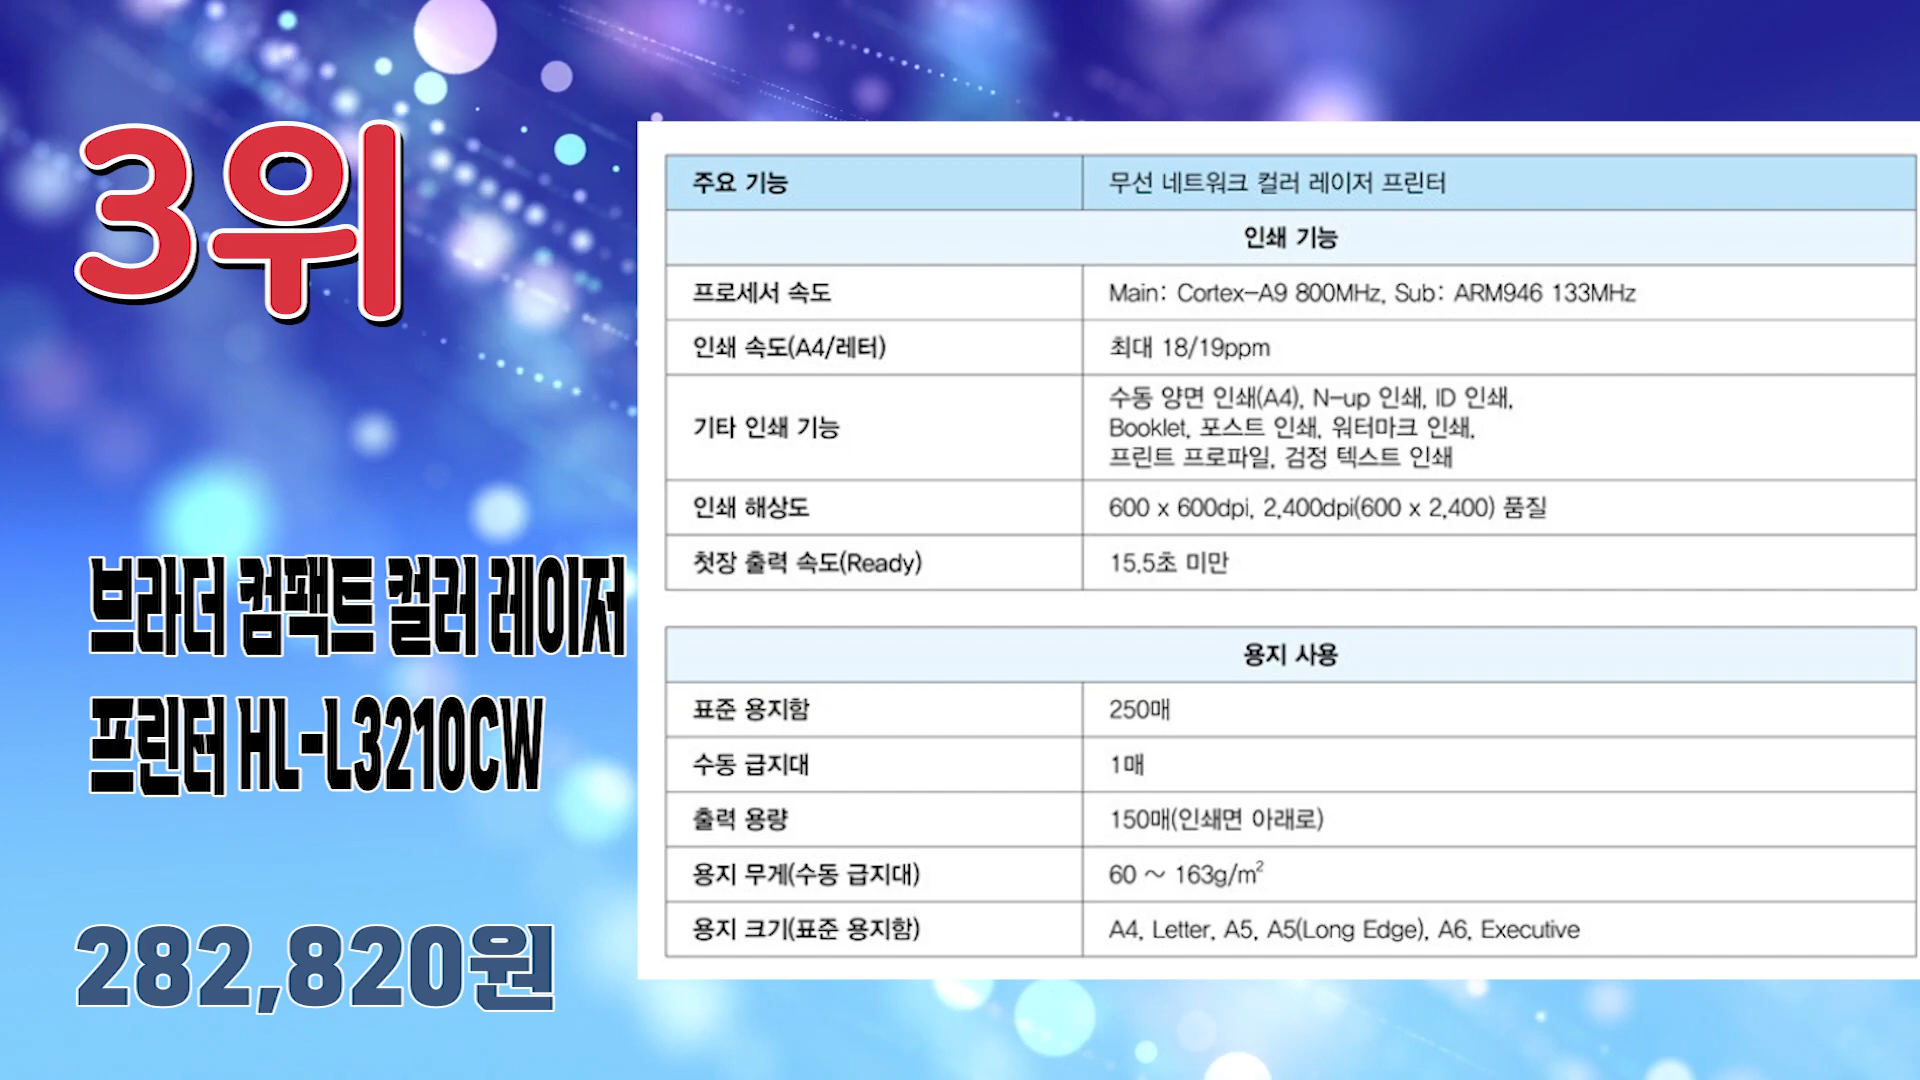 3위
브라더 컴팩트 컬러 레이저
프린터 HL-L3210CW
282,820원
주요 기능 무선 네트워크 컬러 레이저 프린터
인쇄 기능
프로세서 속도 Main: Cortex-A9 800MHz, Sub: ARM946 133MHz
인쇄 속도(A4/레터) 최대 18/19ppm
기타 인쇄 기능 수동 양면 인쇄(A4), N-up 인쇄, ID 인쇄,
Booklet, 포스트 인쇄, 워터마크 인쇄,
프린트 프로파일, 검정 텍스트 인쇄
인쇄 해상도 600 x 600dpi, 2,400dpi(600 x 2,400) 품질
첫장 출력 속도(Ready) 15.5초 미만
용지 사용
표준 용지함 250매
수동 급지대 1매
출력 용량 150매(인쇄면 아래로)
용지 무게(수동 급지대) 60 ~ 163g/m²
용지 크기(표준 용지함) A4, Letter, A5, A5(Long Edge), A6, Executive